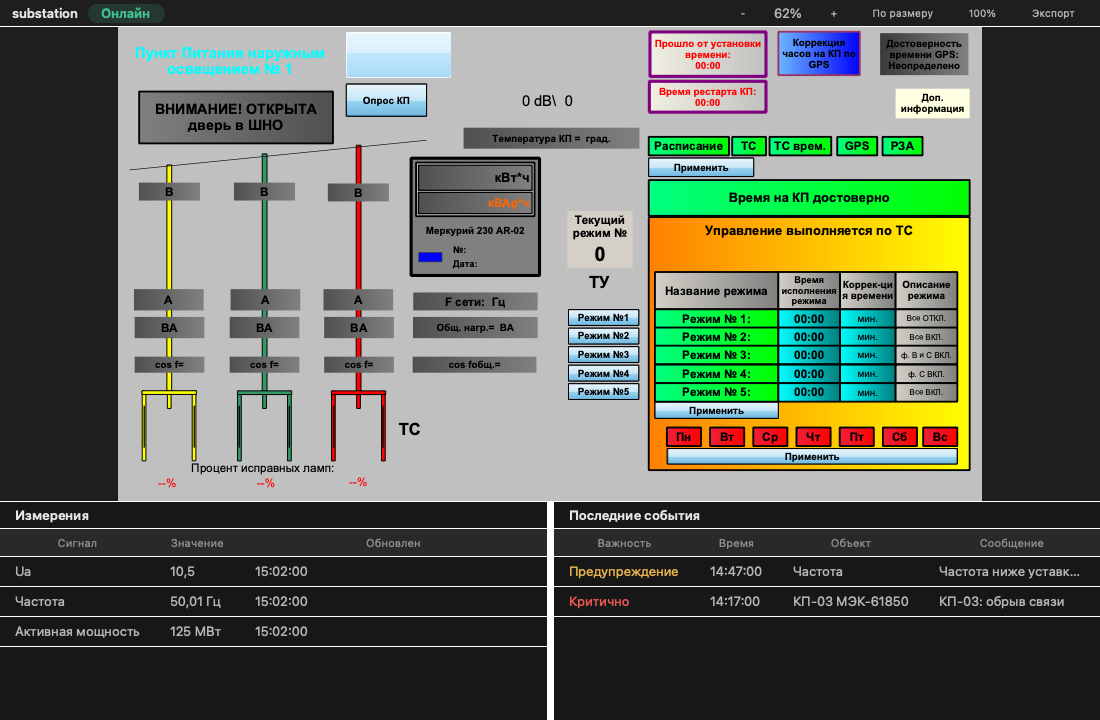 substation Онлайн - 62% + По размеру 100% Экспорт
Пункт Питания наружным
освещением № 1
Опрос КП
ВНИМАНИЕ! ОТКРЫТА
дверь в ШНО
0 dB\ 0
Прошло от установки
времени:
00:00
Время рестарта КП:
00:00
Коррекция
часов на КП по
GPS
Достоверность
времени GPS:
Неопределено
Доп.
информация
Температура КП = град.
Расписание ТС ТС врем. GPS РЗА
Применить
Время на КП достоверно
Управление выполняется по ТС
B B B
кВт*ч
кВАр*ч
Меркурий 230 AR-02
№:
Дата:
Текущий
режим №
0
ТУ
Режим №1
Режим №2
Режим №3
Режим №4
Режим №5
A A A
F сети: Гц
BA BA BA
Общ. нагр.= BA
cos f= cos f= cos f=
cos fобщ.=
ТС
Процент исправных ламп:
--% --% --%
Название режима
Время
исполнения
режима
Коррек-ци
я времени
Описание
режима
Режим № 1: 00:00 мин. Все ОТКЛ.
Режим № 2: 00:00 мин. Все ВКЛ.
Режим № 3: 00:00 мин. ф. В и С ВКЛ.
Режим № 4: 00:00 мин. ф. С ВКЛ.
Режим № 5: 00:00 мин. Все ВКЛ.
Применить
Пн Вт Ср Чт Пт Сб Вс
Применить
Измерения
Сигнал Значение Обновлен
Ua 10,5 15:02:00
Частота 50,01 Гц 15:02:00
Активная мощность 125 МВт 15:02:00
Последние события
Важность Время Объект Сообщение
Предупреждение 14:47:00 Частота Частота ниже уставк...
Критично 14:17:00 КП-03 МЭК-61850 КП-03: обрыв связи